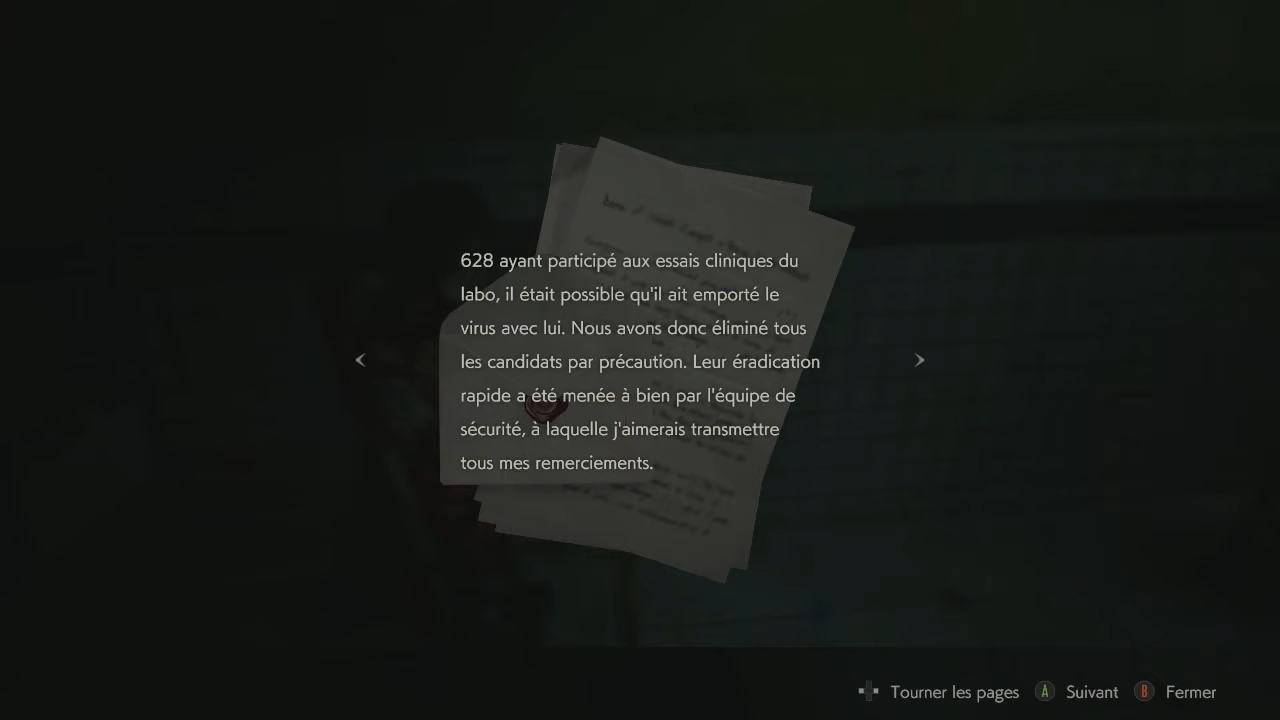 628 ayant participé aux essais cliniques du
labo, il était possible qu'il ait emporté le
virus avec lui. Nous avons donc éliminé tous
les candidats par précaution. Leur éradication
rapide a été menée à bien par l'équipe de
sécurité, à laquelle j'aimerais transmettre
tous mes remerciements.
Tourner les pages A Suivant B Fermer